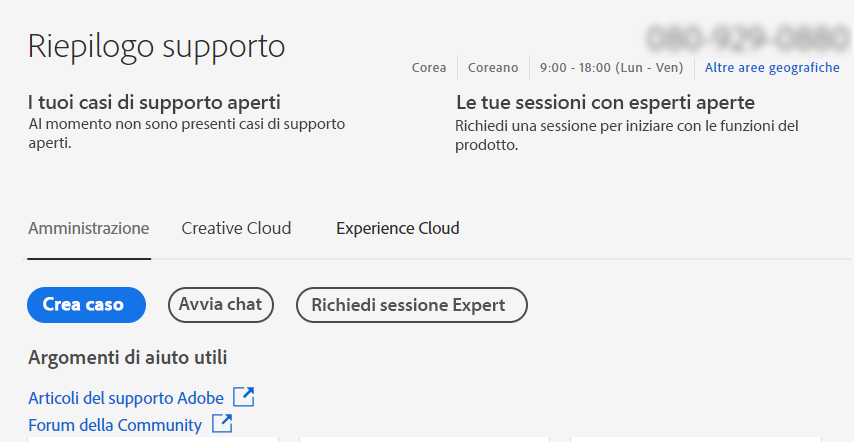 Riepilogo supporto
Corea Coreano 9:00 - 18:00 (Lun - Ven) Altre aree geografiche
I tuoi casi di supporto aperti
Al momento non sono presenti casi di supporto
aperti.
Le tue sessioni con esperti aperte
Richiedi una sessione per iniziare con le funzioni del
prodotto.
Amministrazione Creative Cloud Experience Cloud
Crea caso Avvia chat Richiedi sessione Expert
Argomenti di aiuto utili
Articoli del supporto Adobe
Forum della Community